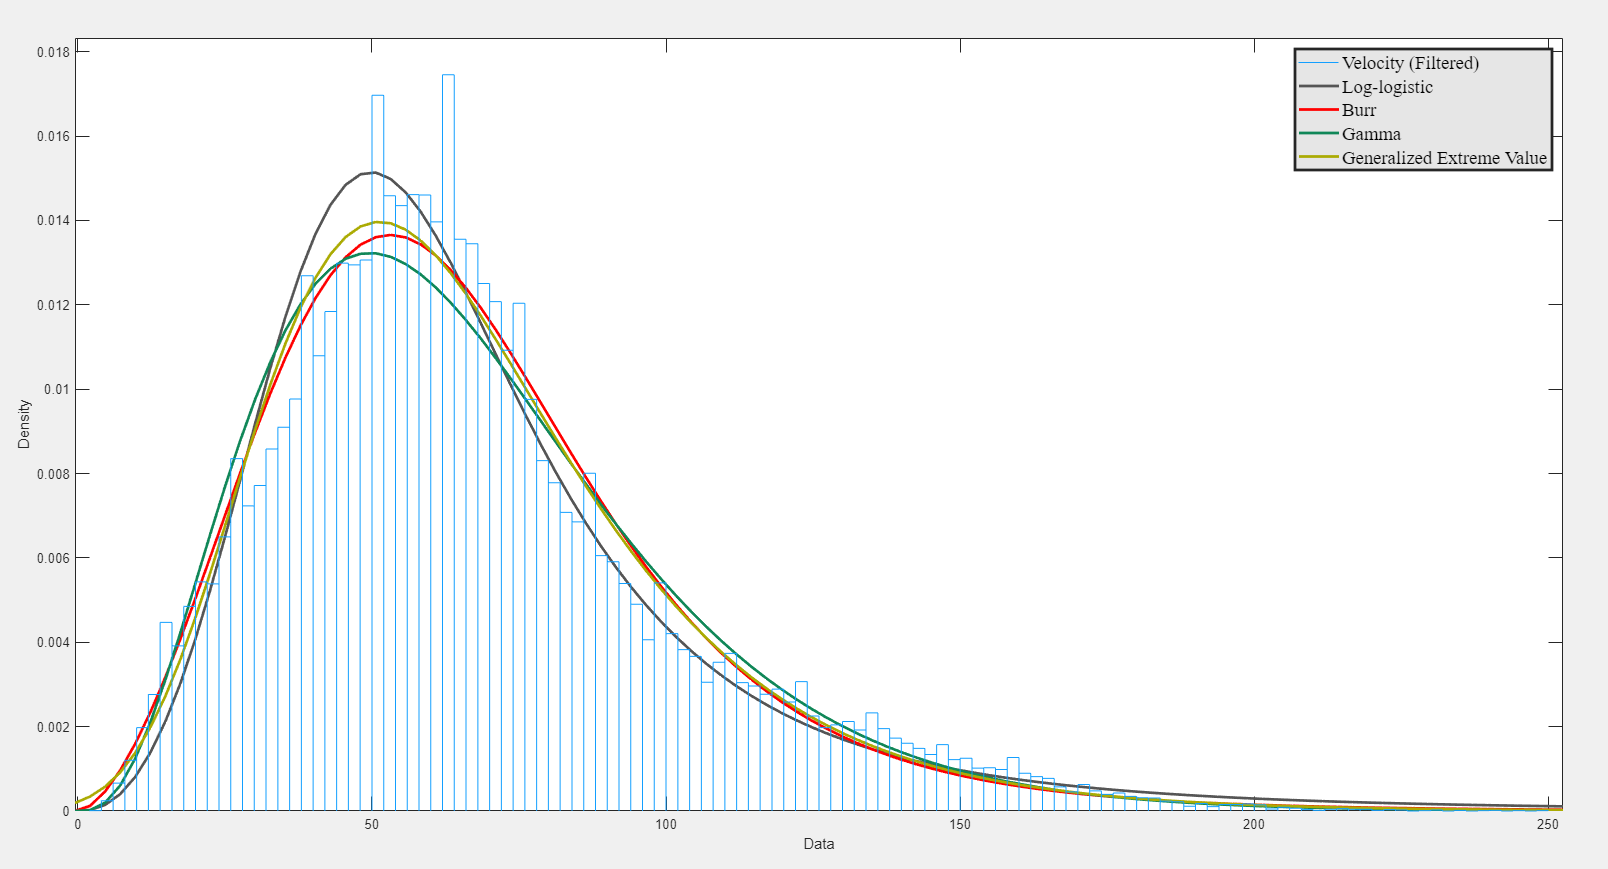 Velocity (Filtered)
Log-logistic
Burr
Gamma
Generalized Extreme Value
0.018
0.016
0.014
0.012
0.01
0.008
0.006
0.004
0.002
0
Density
0 50 100 150 200 250
Data